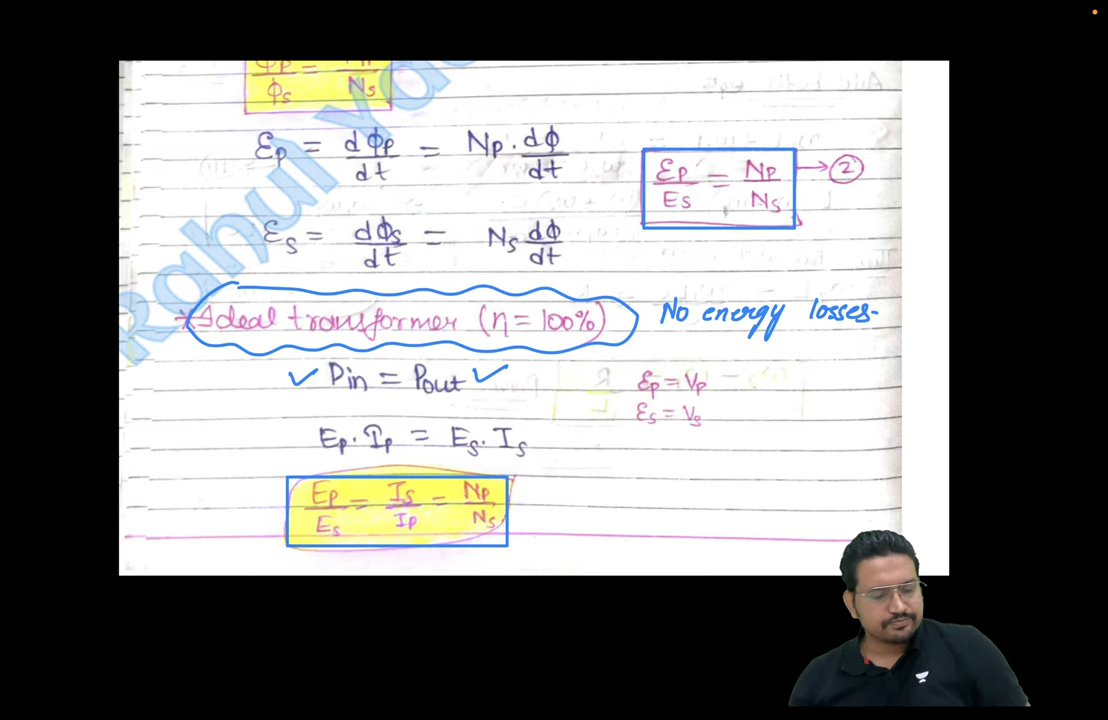 Φs Ns
εp = dΦp/dt = Np . dϕ/dt
εp/Es = Np/Ns → 2
εs = dΦs/dt = Ns dϕ/dt
* Ideal transformer (η = 100%) No energy losses-
✓ Pin = Pout ✓ εp = Vp
εs = Vs
Ep . Ip = Es . Is
Ep/Es = Is/Ip = Np/Ns
Rahul